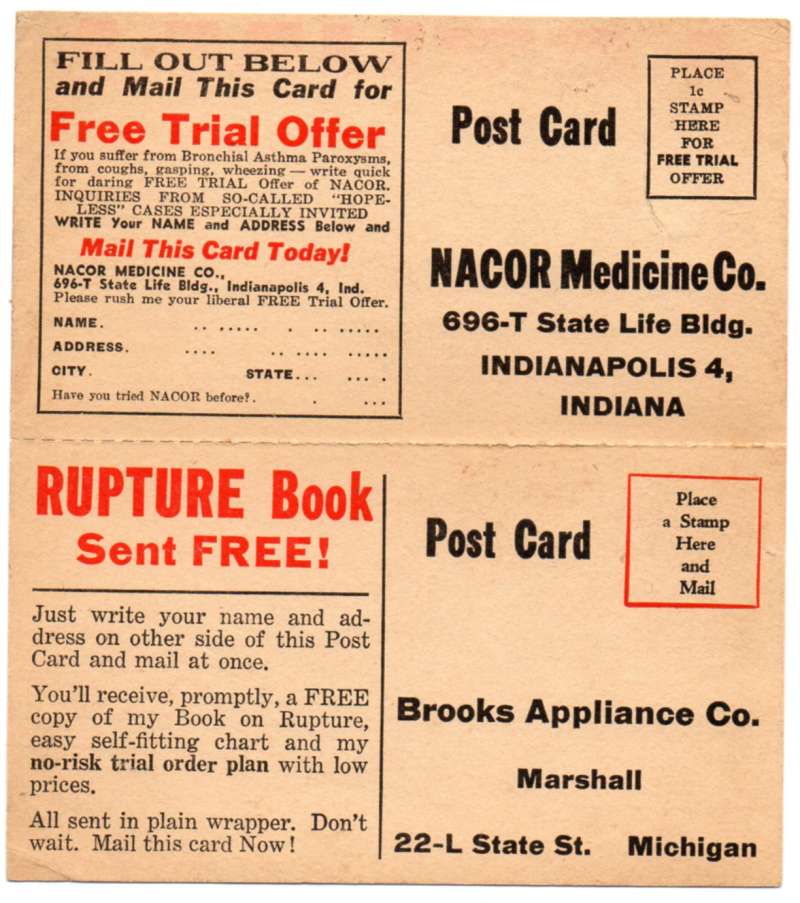 FILL OUT BELOW
and Mail This Card for
Free Trial Offer
If you suffer from Bronchial Asthma Paroxysms,
from coughs, gasping, wheezing — write quick
for daring FREE TRIAL Offer of NACOR.
INQUIRIES FROM SO-CALLED "HOPE-
LESS" CASES ESPECIALLY INVITED
WRITE Your NAME and ADDRESS Below and
Mail This Card Today!
NACOR MEDICINE CO.,
696-T State Life Bldg., Indianapolis 4, Ind.
Please rush me your liberal FREE Trial Offer.
NAME.
ADDRESS.
CITY. STATE...
Have you tried NACOR before?.
Post Card
PLACE
1c
STAMP
HERE
FOR
FREE TRIAL
OFFER
NACOR Medicine Co.
696-T State Life Bldg.
INDIANAPOLIS 4,
INDIANA
RUPTURE Book
Sent FREE!
Just write your name and ad-
dress on other side of this Post
Card and mail at once.
You'll receive, promptly, a FREE
copy of my Book on Rupture,
easy self-fitting chart and my
no-risk trial order plan with low
prices.
All sent in plain wrapper. Don't
wait. Mail this card Now!
Post Card
Place
a Stamp
Here
and
Mail
Brooks Appliance Co.
Marshall
22-L State St. Michigan